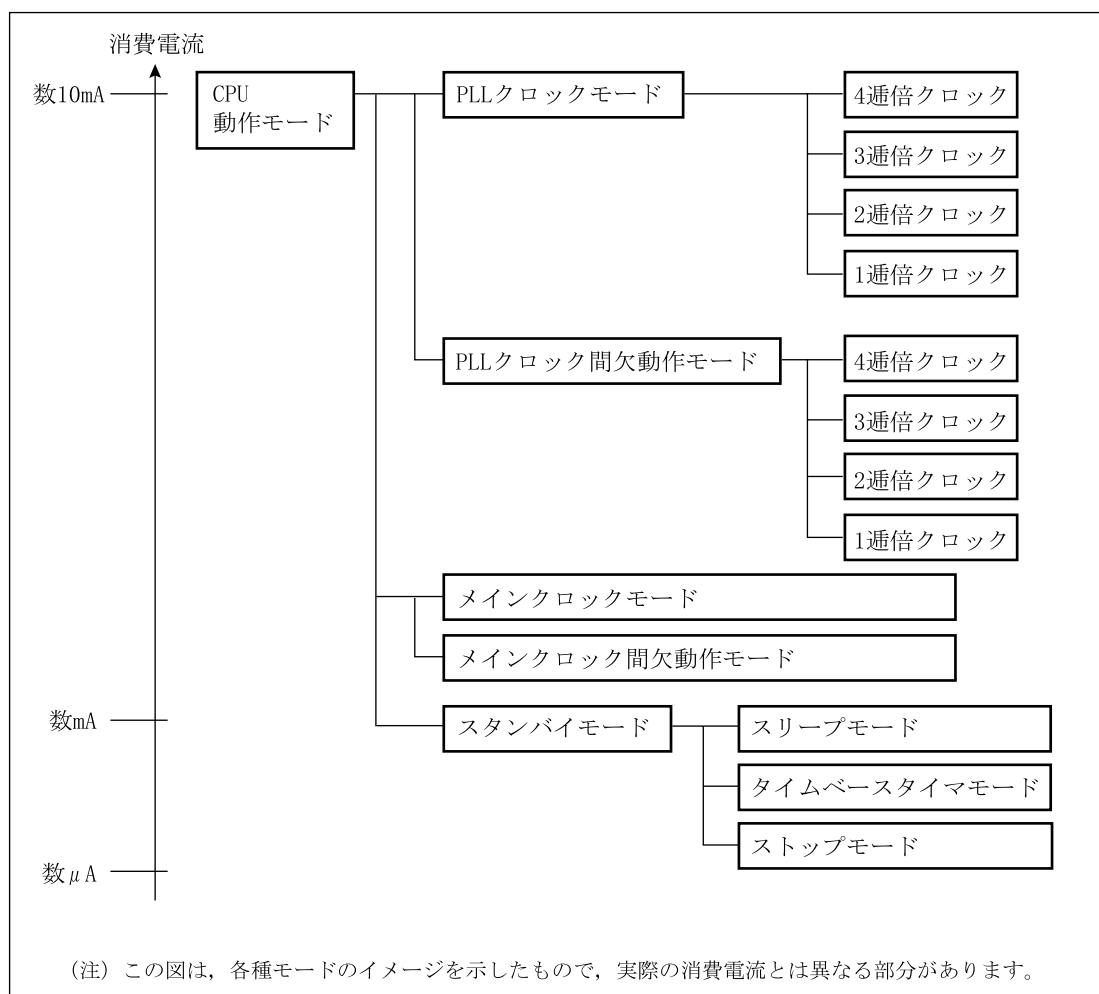 消費電流
数10mA
CPU
動作モード
PLLクロックモード
4逓倍クロック
3逓倍クロック
2逓倍クロック
1逓倍クロック
PLLクロック間欠動作モード
4逓倍クロック
3逓倍クロック
2逓倍クロック
1逓倍クロック
メインクロックモード
メインクロック間欠動作モード
数mA
スタンバイモード
スリープモード
タイムベースタイマモード
ストップモード
数μA
（注）この図は，各種モードのイメージを示したもので，実際の消費電流とは異なる部分があります。